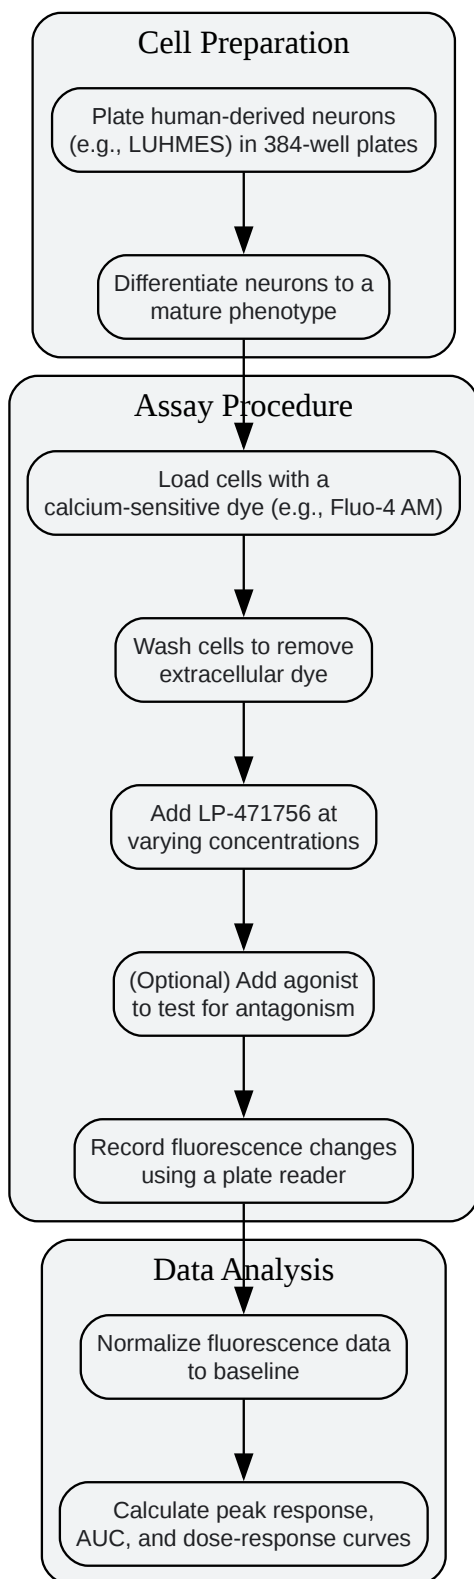 Cell Preparation
Plate human-derived neurons
(e.g., LUHMES) in 384-well plates
Differentiate neurons to a
mature phenotype
Assay Procedure
Load cells with a
calcium-sensitive dye (e.g., Fluo-4 AM)
Wash cells to remove
extracellular dye
Add LP-471756 at
varying concentrations
(Optional) Add agonist
to test for antagonism
Record fluorescence changes
using a plate reader
Data Analysis
Normalize fluorescence data
to baseline
Calculate peak response,
AUC, and dose-response curves